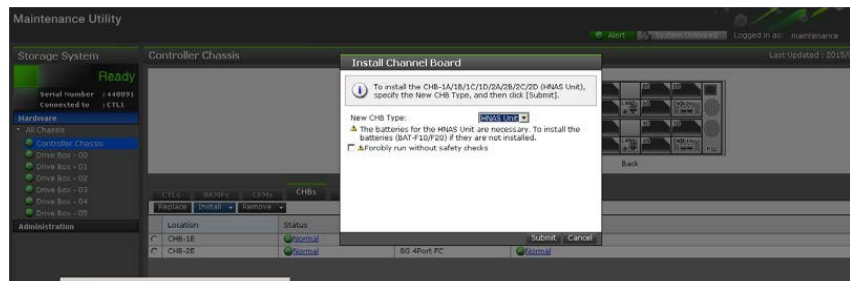 Maintenance Utility
Alert
System Unlocked
Logged in as: maintenance
Storage System
Controller Chassis
Last Updated : 2015/0
Ready
Serial Number : 440091
Connected to : CTL1
Hardware
All Chassis
Controller Chassis
Drive Box - 00
Drive Box - 01
Drive Box - 02
Drive Box - 03
Drive Box - 04
Drive Box - 05
Administration
Install Channel Board
To install the CHB-1A/1B/1C/1D/2A/2B/2C/2D (HNAS Unit),
specify the New CHB Type, and then click [Submit].
New CHB Type: HNAS Unit
The batteries for the HNAS Unit are necessary. To install the
batteries (BAT-F10/F20) if they are not
installed.
Forcibly run without safety checks
Submit Cancel
Back
CTLs BKMFs CFMs CHBs
Replace Install Remove
Location Status
CHB-1E Normal
CHB-2E Normal 8G 4Port FC Normal